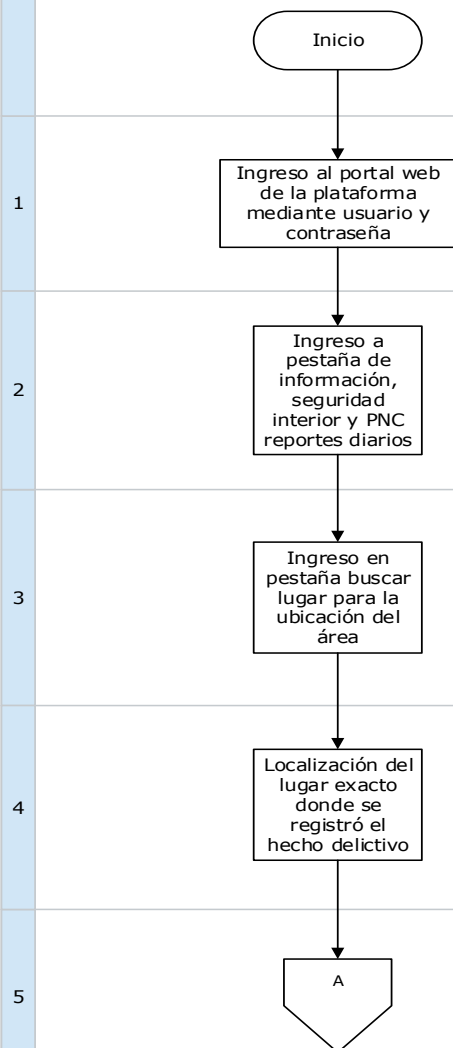 Inicio
1
Ingreso al portal web
de la plataforma
mediante usuario y
contraseña
2
Ingreso a
pestaña de
información,
seguridad
interior y PNC
reportes diarios
3
Ingreso en
pestaña buscar
lugar para la
ubicación del
área
4
Localización del
lugar exacto
donde se
registró el
hecho delictivo
5
A